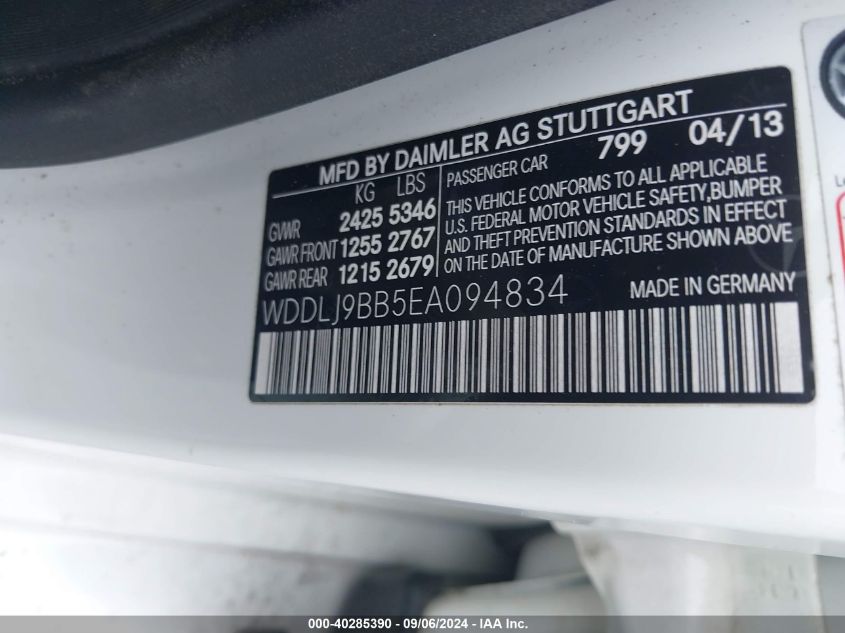 MFD BY DAIMLER AG STUTTGART
KG LBS
GVWR 2425 5346
GAWR FRONT 1255 2767
GAWR REAR 1215 2679
PASSENGER CAR 799 04/13
THIS VEHICLE CONFORMS TO ALL APPLICABLE
U.S. FEDERAL MOTOR VEHICLE SAFETY,BUMPER
AND THEFT PREVENTION STANDARDS IN EFFECT
ON THE DATE OF MANUFACTURE SHOWN ABOVE
WDDLJ9BB5EA094834 MADE IN GERMANY
000-40285390 - 09/06/2024 - IAA Inc.